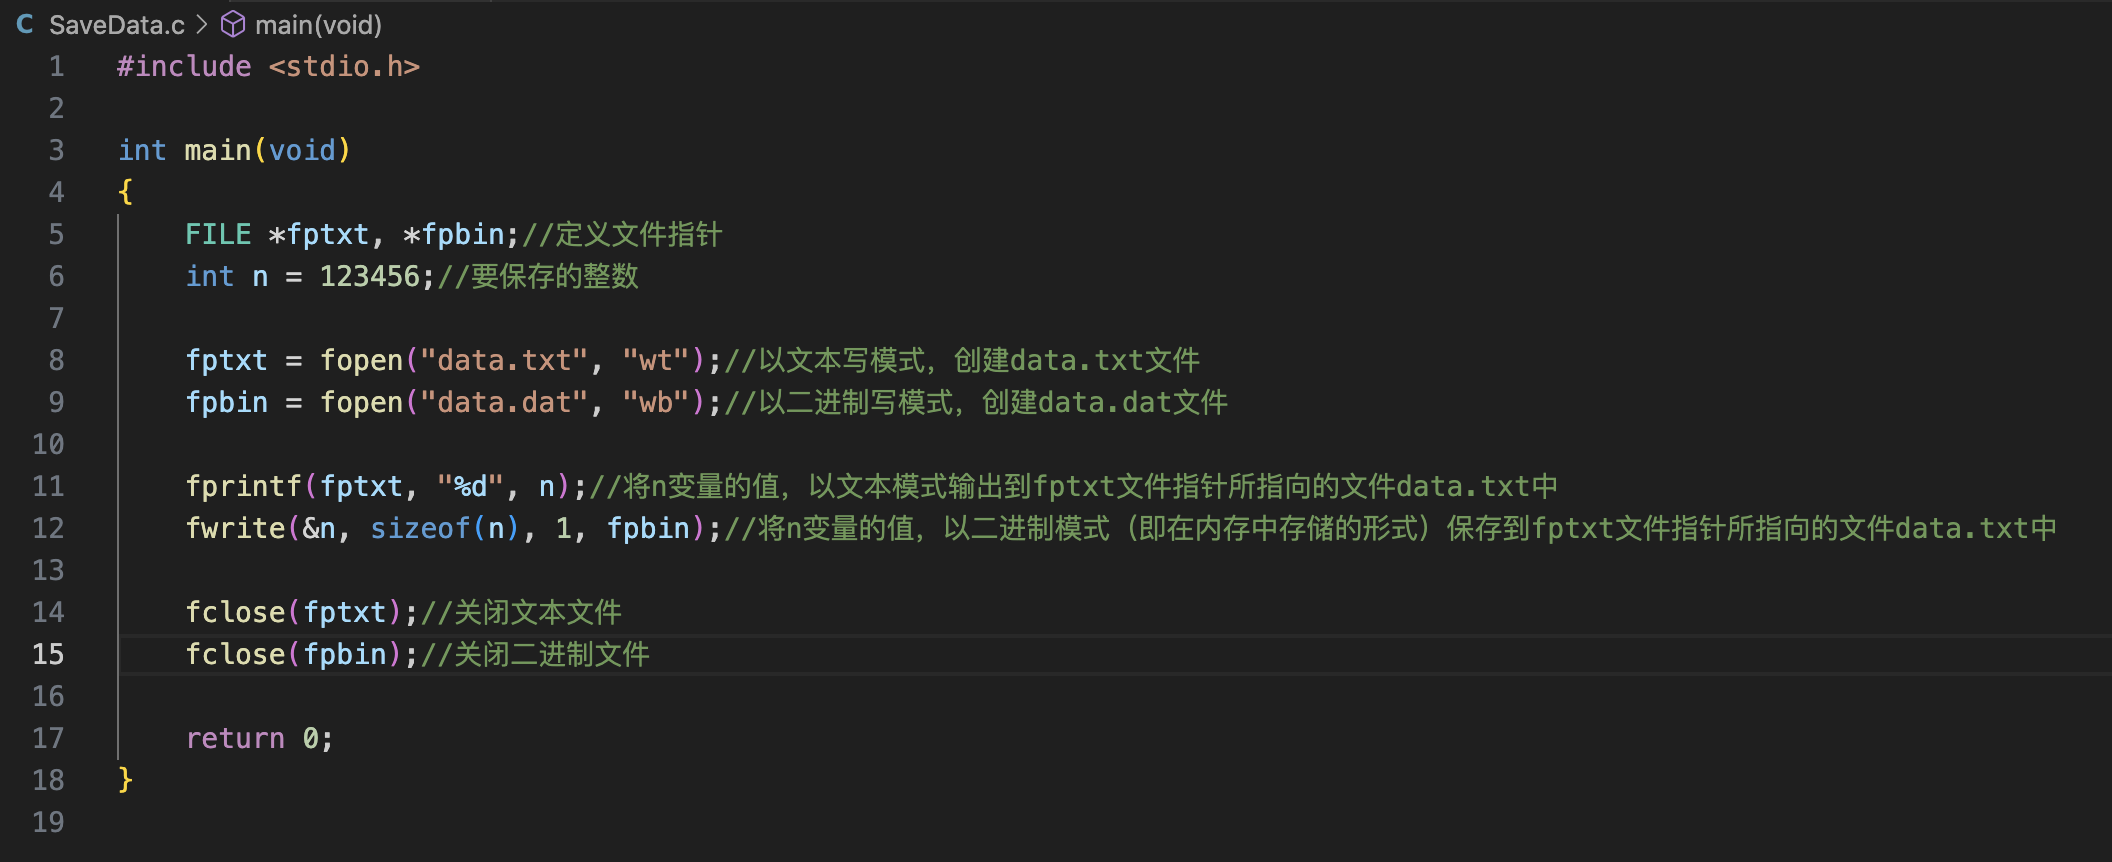 C SaveData.c > main(void)
1 #include <stdio.h>
2
3 int main(void)
4 {
5 FILE *fptxt, *fpbin;//定义文件指针
6 int n = 123456;//要保存的整数
7
8 fptxt = fopen("data.txt", "wt");//以文本写模式，创建data.txt文件
9 fpbin = fopen("data.dat", "wb");//以二进制写模式，创建data.dat文件
10
11 fprintf(fptxt, "%d", n);//将n变量的值，以文本模式输出到fptxt文件指针所指向的文件data.txt中
12 fwrite(&n, sizeof(n), 1, fpbin);//将n变量的值，以二进制模式（即在内存中存储的形式）保存到fptxt文件指针所指向的文件data.txt中
13
14 fclose(fptxt);//关闭文本文件
15 fclose(fpbin);//关闭二进制文件
16
17 return 0;
18 }
19